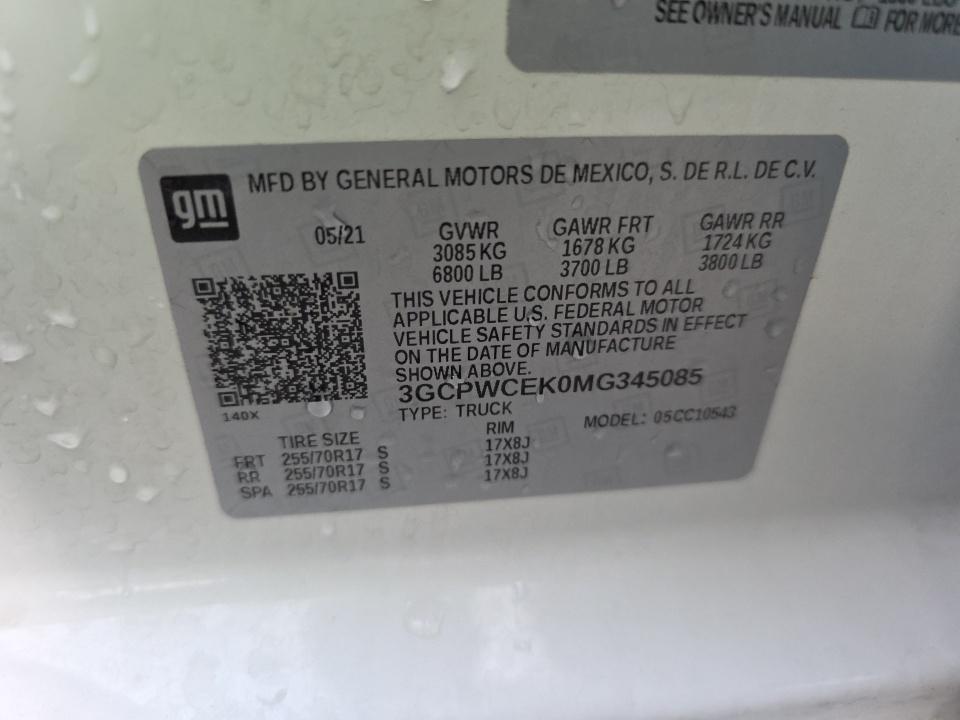 SEE OWNER'S MANUAL FOR MORE
gm
MFD BY GENERAL MOTORS DE MEXICO, S. DE R.L. DE C.V.
05/21 GVWR GAWR FRT GAWR RR
3085 KG 1678 KG 1724 KG
6800 LB 3700 LB 3800 LB
THIS VEHICLE CONFORMS TO ALL
APPLICABLE U.S. FEDERAL MOTOR
VEHICLE SAFETY STANDARDS IN EFFECT
ON THE DATE OF MANUFACTURE
SHOWN ABOVE.
3GCPWCEK0MG345085
140X TYPE: TRUCK MODEL: 05CC10543
TIRE SIZE RIM
FRT 255/70R17 S 17X8J
RR 255/70R17 S 17X8J
SPA 255/70R17 S 17X8J